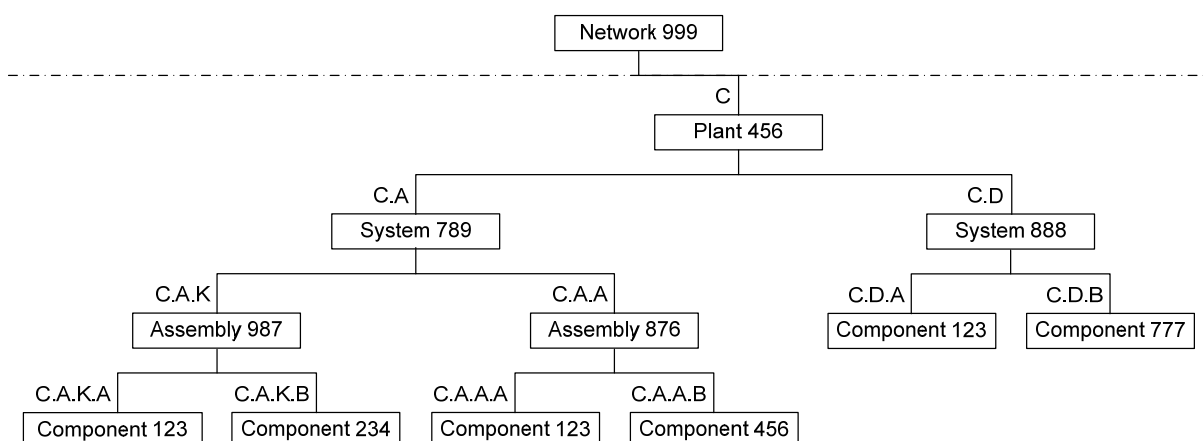 Network 999
C
Plant 456
C.A
C.D
System 789
System 888
C.A.K
C.A.A
C.D.A
C.D.B
Assembly 987
Assembly 876
Component 123
Component 777
C.A.K.A
C.A.K.B
C.A.A.A
C.A.A.B
Component 123
Component 234
Component 123
Component 456